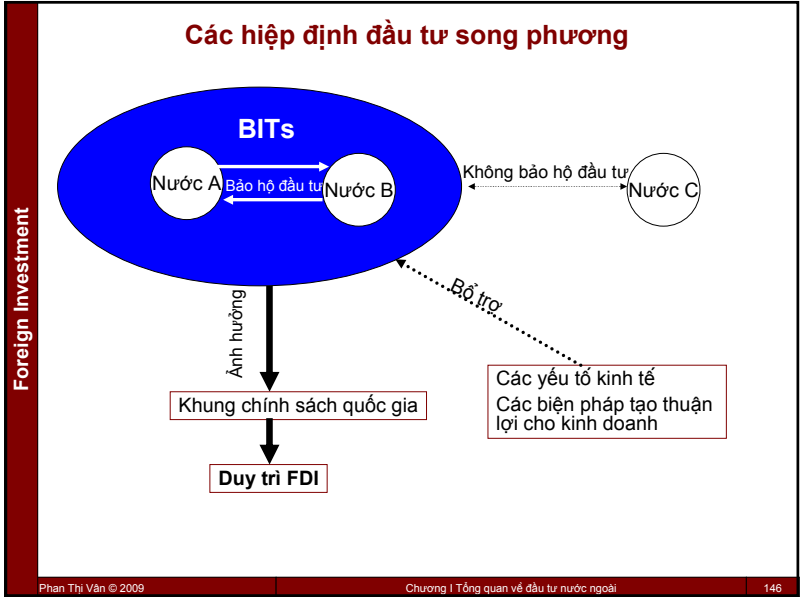 Các hiệp định đầu tư song phương
BITs
Nước A
Bảo hộ đầu tư
Nước B
Không bảo hộ đầu tư
Nước C
Foreign Investment
Ảnh hưởng
Bổ trợ
Khung chính sách quốc gia
Các yếu tố kinh tế
Các biện pháp tạo thuận
lợi cho kinh doanh
Duy trì FDI
Phan Thị Vân © 2009
Chương I Tổng quan về đầu tư nước ngoài
146